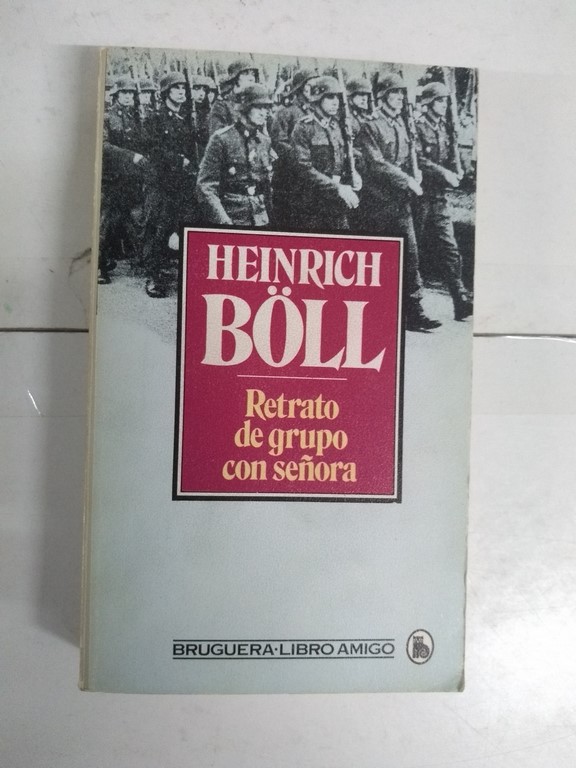 HEINRICH
BÖLL
Retrato
de grupo
con señora
BRUGUERA·LIBRO AMIGO